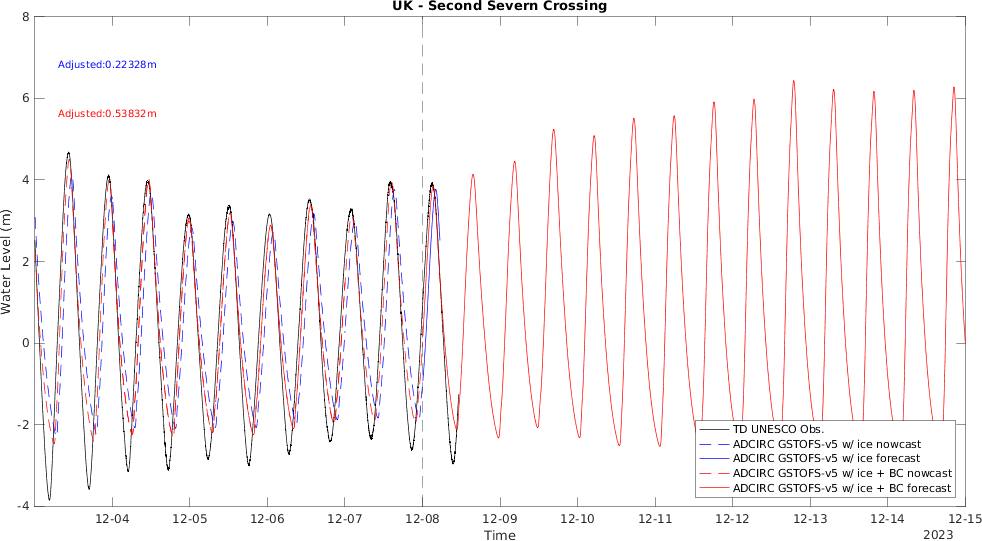 UK - Second Severn Crossing
8
6
4
2
0
-2
-4
Water Level (m)
Adjusted:0.22328m
Adjusted:0.53832m
TD UNESCO Obs.
ADCIRC GSTOFS-v5 w/ ice nowcast
ADCIRC GSTOFS-v5 w/ ice forecast
ADCIRC GSTOFS-v5 w/ ice + BC nowcast
ADCIRC GSTOFS-v5 w/ ice + BC forecast
12-04 12-05 12-06 12-07 12-08 12-09 12-10 12-11 12-12 12-13 12-14 12-15
Time
2023